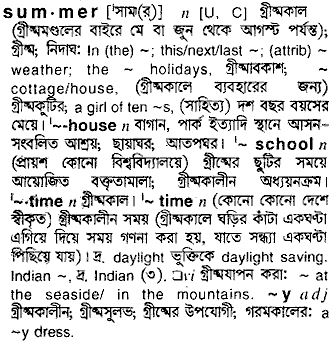 sum·mer [ˈসাম(র্)] n [U, C] গ্রীষ্মকাল
(গ্রীষ্মমণ্ডলের বাইরে মে বা জুন থেকে আগস্ট পর্যন্ত);
গ্রীষ্ম; নিদাঘ: In (the) ~; this/next/last ~; (attrib) ~
weather; the ~ holidays, গ্রীষ্মাবকাশ; ~
cottage/house, (গ্রীষ্মকালে ব্যবহারের জন্য)
গ্রীষ্মকুটির; a girl of ten ~s, (সাহিত্য) দশ বছর বয়সের
মেয়ে। ˈ~-house n বাগান, পার্ক ইত্যাদি স্থানে আসন-
সংবলিত আশ্রয়; ছায়াঘর; আতপঘর। ˈ~ school n
(প্রায়শ কোনো বিশ্ববিদ্যালয়ে) গ্রীষ্মের ছুটির সময়ে
আয়োজিত বক্তৃতামালা; গ্রীষ্মকালীন অধ্যয়নক্রম।
ˈ~·time n গ্রীষ্মকাল। ˈ~ time n (কোনো কোনো দেশে
স্বীকৃত) গ্রীষ্মকালীন সময় (গ্রীষ্মকালে ঘড়ির কাঁটা একঘণ্টা
এগিয়ে দিয়ে সময় গণনা করা হয়, যাতে সন্ধ্যা একঘণ্টা
পিছিয়ে যায়)। দ্র. daylight ভুক্তিকে daylight saving.
Indian ~, দ্র. Indian (৩). □vi গ্রীষ্মযাপন করা: ~ at
the seaside/ in the mountains. ~y adj
গ্রীষ্মকালীন; গ্রীষ্মসুলভ; গ্রীষ্মের উপযোগী; গরমকালের: a
~y dress.